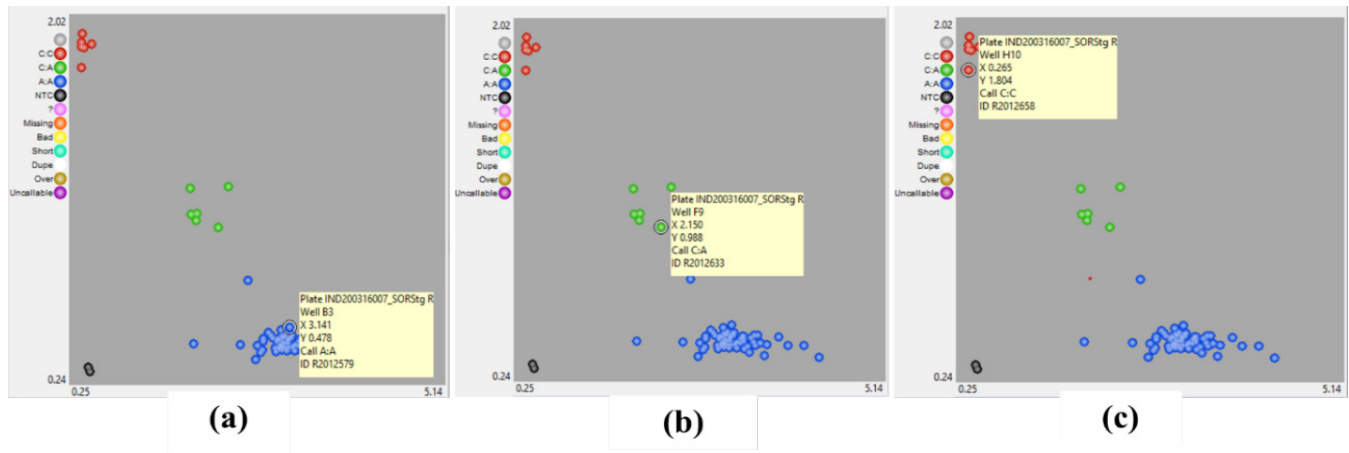 2.02
C:C
C:A
A:A
NTC
?
Missing
Bad
Short
Dupe
Over
Uncallable
0.24
0.25
5.14
Plate IND200316007_SORStg R
Well B3
X 3.141
Y 0.478
Call A:A
ID R2012579
(a)
2.02
C:C
C:A
A:A
NTC
?
Missing
Bad
Short
Dupe
Over
Uncallable
0.24
0.25
5.14
Plate IND200316007_SORStg R
Well F9
X 2.150
Y 0.988
Call C:A
ID R2012633
(b)
2.02
C:C
C:A
A:A
NTC
?
Missing
Bad
Short
Dupe
Over
Uncallable
0.24
0.25
5.14
Plate IND200316007_SORStg R
Well H10
X 0.265
Y 1.804
Call C:C
ID R2012658
(c)